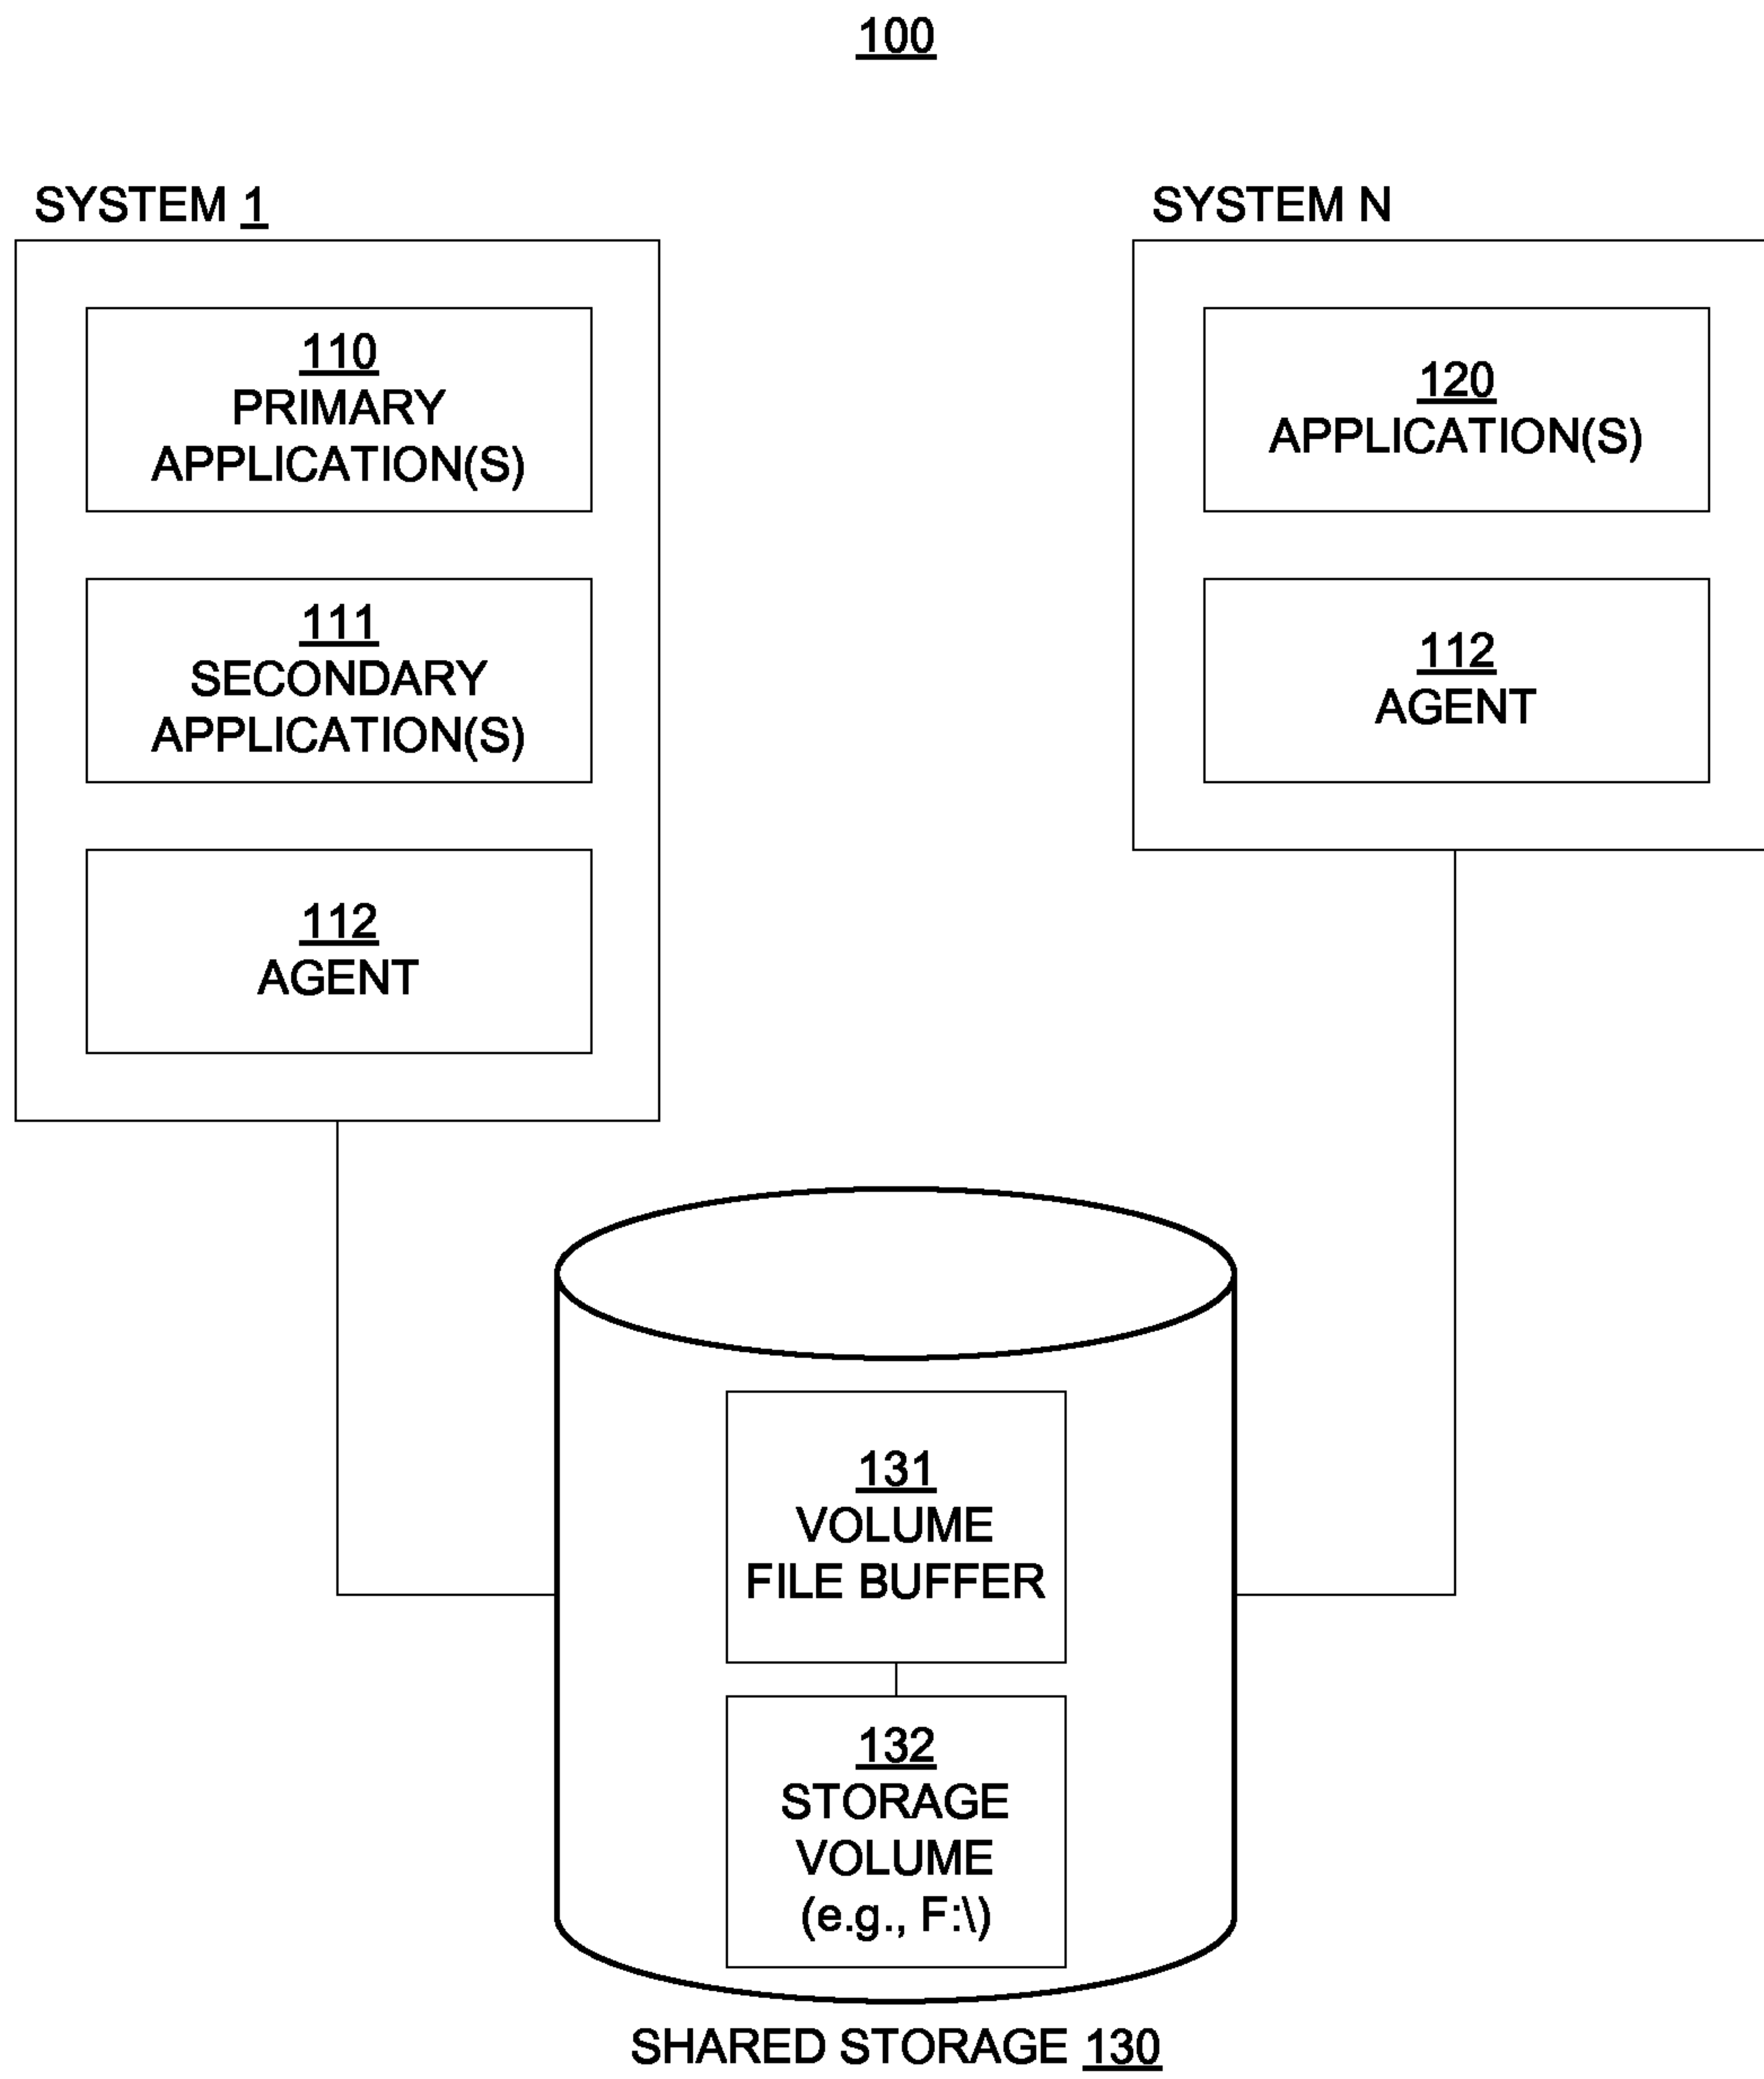 100
SYSTEM 1
110
PRIMARY
APPLICATION(S)
111
SECONDARY
APPLICATION(S)
112
AGENT
SYSTEM N
120
APPLICATION(S)
112
AGENT
131
VOLUME
FILE BUFFER
132
STORAGE
VOLUME
(e.g., F:\)
SHARED STORAGE 130